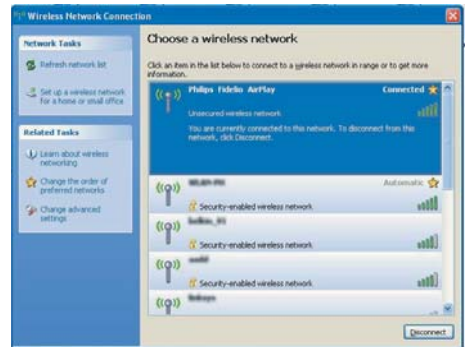 Wireless Network Connection
Network Tasks
Refresh network list
Set up a wireless network
for a home or small office
Related Tasks
Learn about wireless
networking
Change the order of
preferred networks
Change advanced
settings
Choose a wireless network
Click an item in the list below to connect to a wireless network in range or to get more
information.
Philips Fidelio AirPlay
Connected
Unsecured wireless network
You are currently connected to this network. To disconnect from this
network, click Disconnect.
Automatic
Security-enabled wireless network
Security-enabled wireless network
Security-enabled wireless network
Disconnect